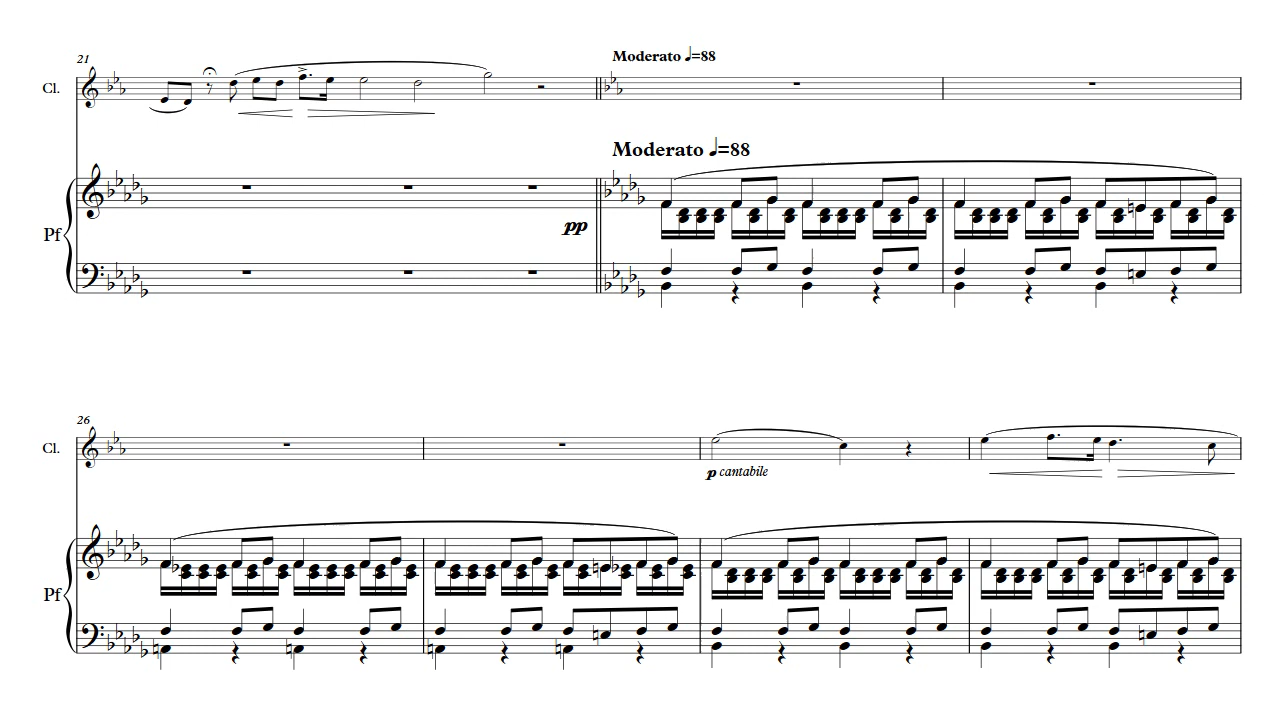 21
Moderato ♩=88
Cl.
Moderato ♩=88
pp
Pf
26
Cl.
p cantabile
Pf